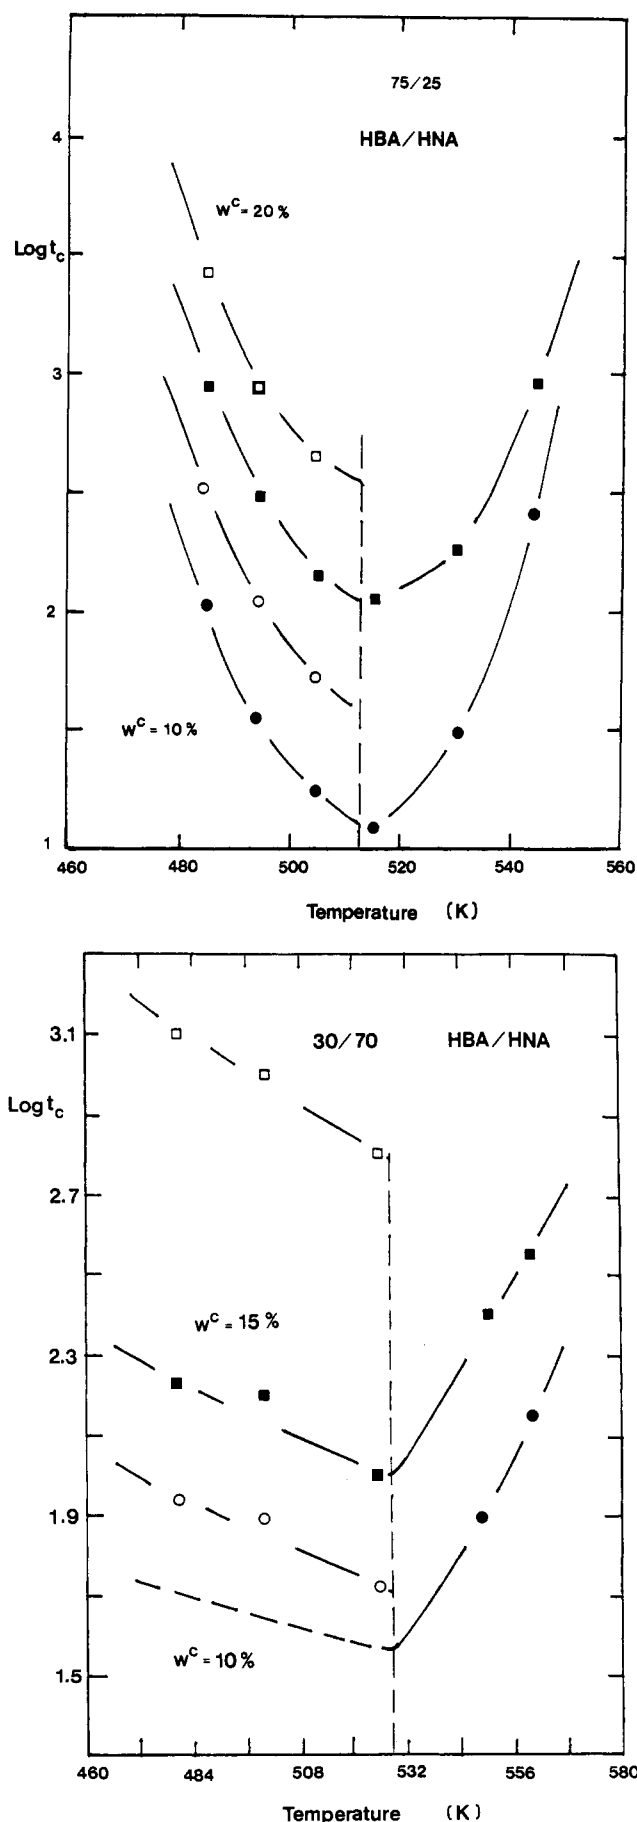 75/25
HBA/HNA
4
W^c = 20 %
Log t_c
3
2
W^c = 10 %
1
460 480 500 520 540 560
Temperature (K)
30/70 HBA/HNA
3.1
Log t_c
2.7
W^c = 15 %
2.3
1.9
W^c = 10 %
1.5
460 484 508 532 556 580
Temperature (K)